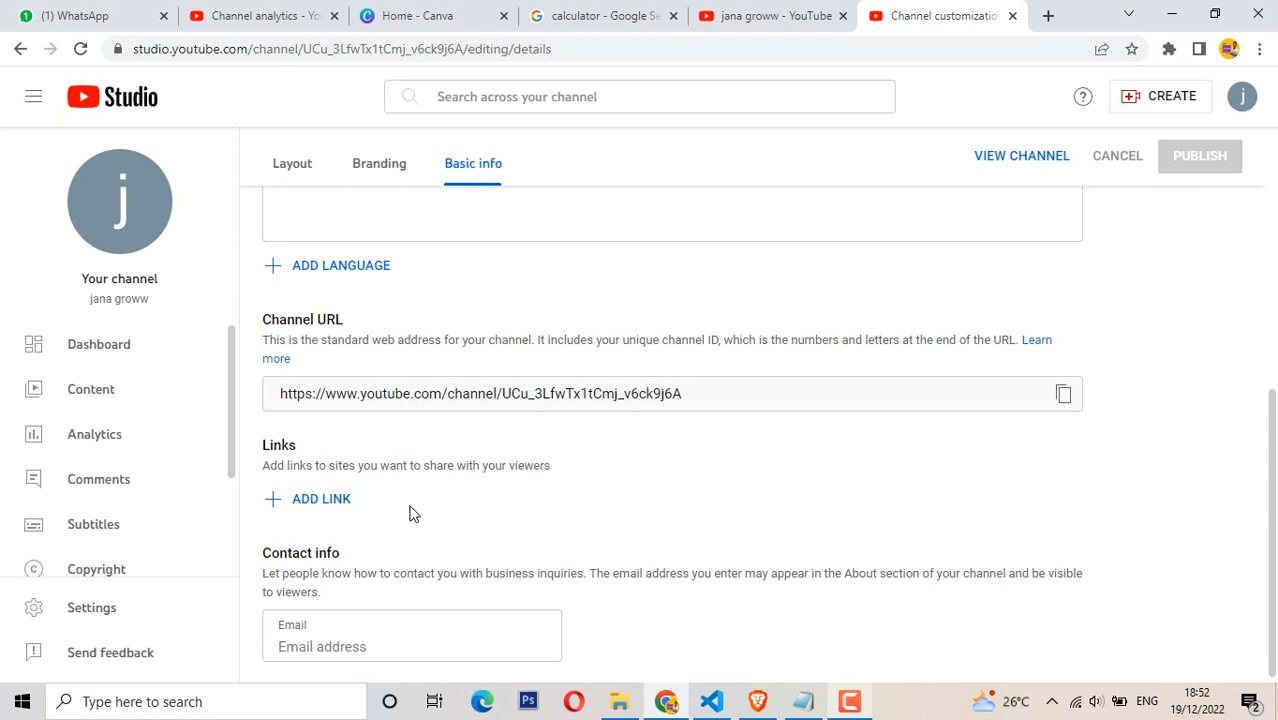 (1) WhatsApp
Channel analytics - Yo
Home - Canva
calculator - Google Se
jana groww - YouTube
Channel customizatio
studio.youtube.com/channel/UCu_3LfwTx1tCmj_v6ck9j6A/editing/details
Studio
Search across your channel
CREATE
j
Layout
Branding
Basic info
VIEW CHANNEL
CANCEL
PUBLISH
j
Your channel
jana groww
Dashboard
Content
Analytics
Comments
Subtitles
Copyright
Settings
Send feedback
ADD LANGUAGE
Channel URL
This is the standard web address for your channel. It includes your unique channel ID, which is the numbers and letters at the end of the URL. Learn
more
https://www.youtube.com/channel/UCu_3LfwTx1tCmj_v6ck9j6A
Links
Add links to sites you want to share with your viewers
ADD LINK
Contact info
Let people know how to contact you with business inquiries. The email address you enter may appear in the About section of your channel and be visible
to viewers.
Email
Email address
Type here to search
Ps
26°C
ENG
18:52
19/12/2022
2